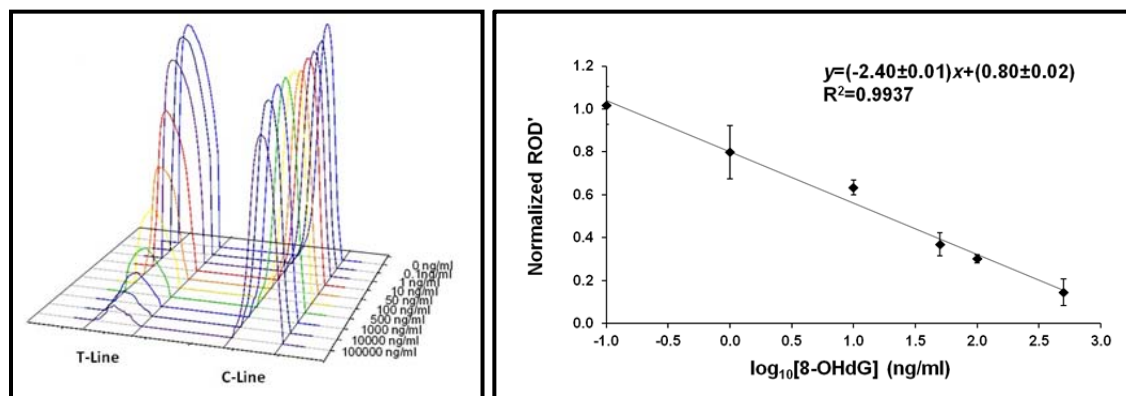 0 ng/ml
0.1ng/ml
1 ng/ml
10 ng/ml
50 ng/ml
100 ng/ml
500 ng/ml
1000 ng/ml
10000 ng/ml
100000 ng/ml
T-Line
C-Line
y=(-2.40±0.01)x+(0.80±0.02)
R²=0.9937
Normalized ROD'
1.2
1.0
0.8
0.6
0.4
0.2
0.0
-1.0 -0.5 0.0 0.5 1.0 1.5 2.0 2.5 3.0
log₁₀[8-OHdG] (ng/ml)